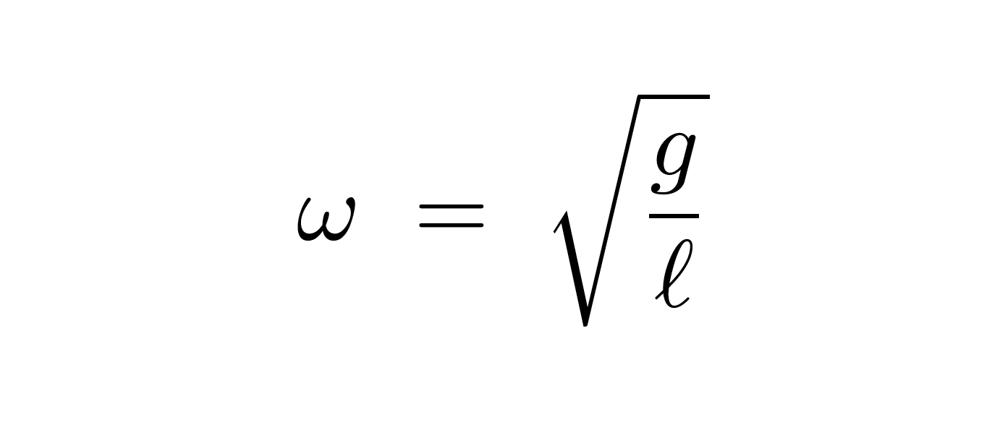 ω = √(g/ℓ)